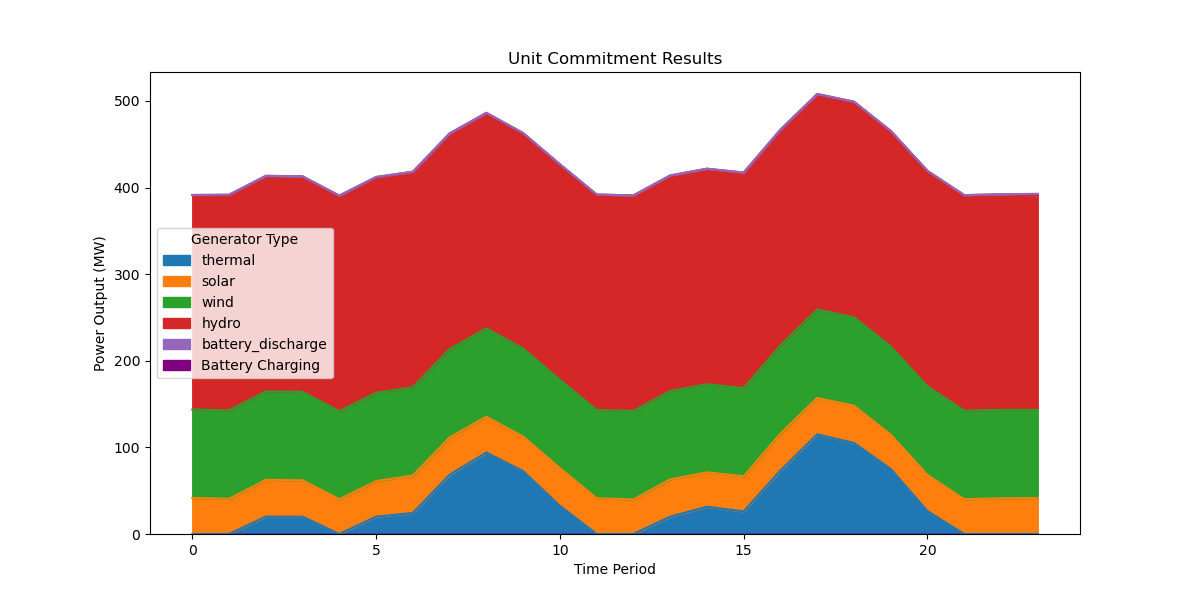 Unit Commitment Results
Power Output (MW)
500
400
300
200
100
0
Generator Type
thermal
solar
wind
hydro
battery_discharge
Battery Charging
0 5 10 15 20
Time Period